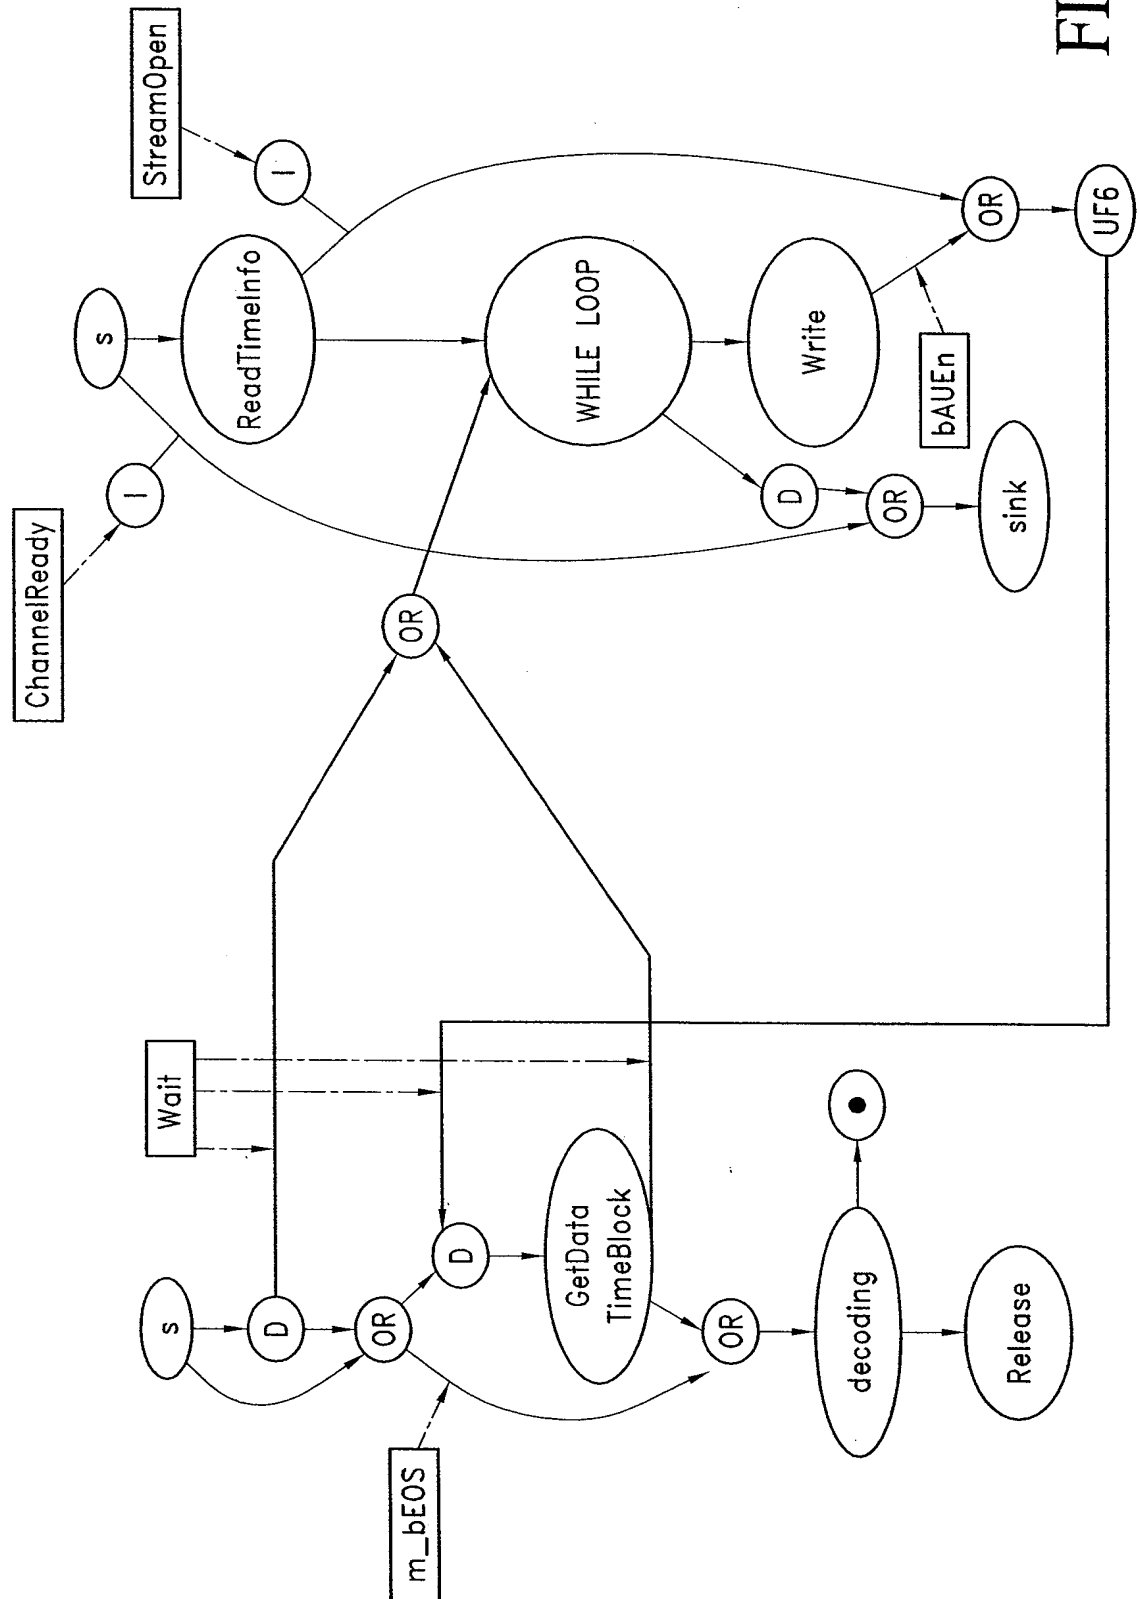 ChannelReady
s
I
StreamOpen
s
Wait
ReadTimeInfo
D
I
OR
OR
m_bEOS
D
GetData
TimeBlock
WHILE LOOP
OR
D
Write
decoding
OR
bAUEn
OR
Release
sink
UF6
FI